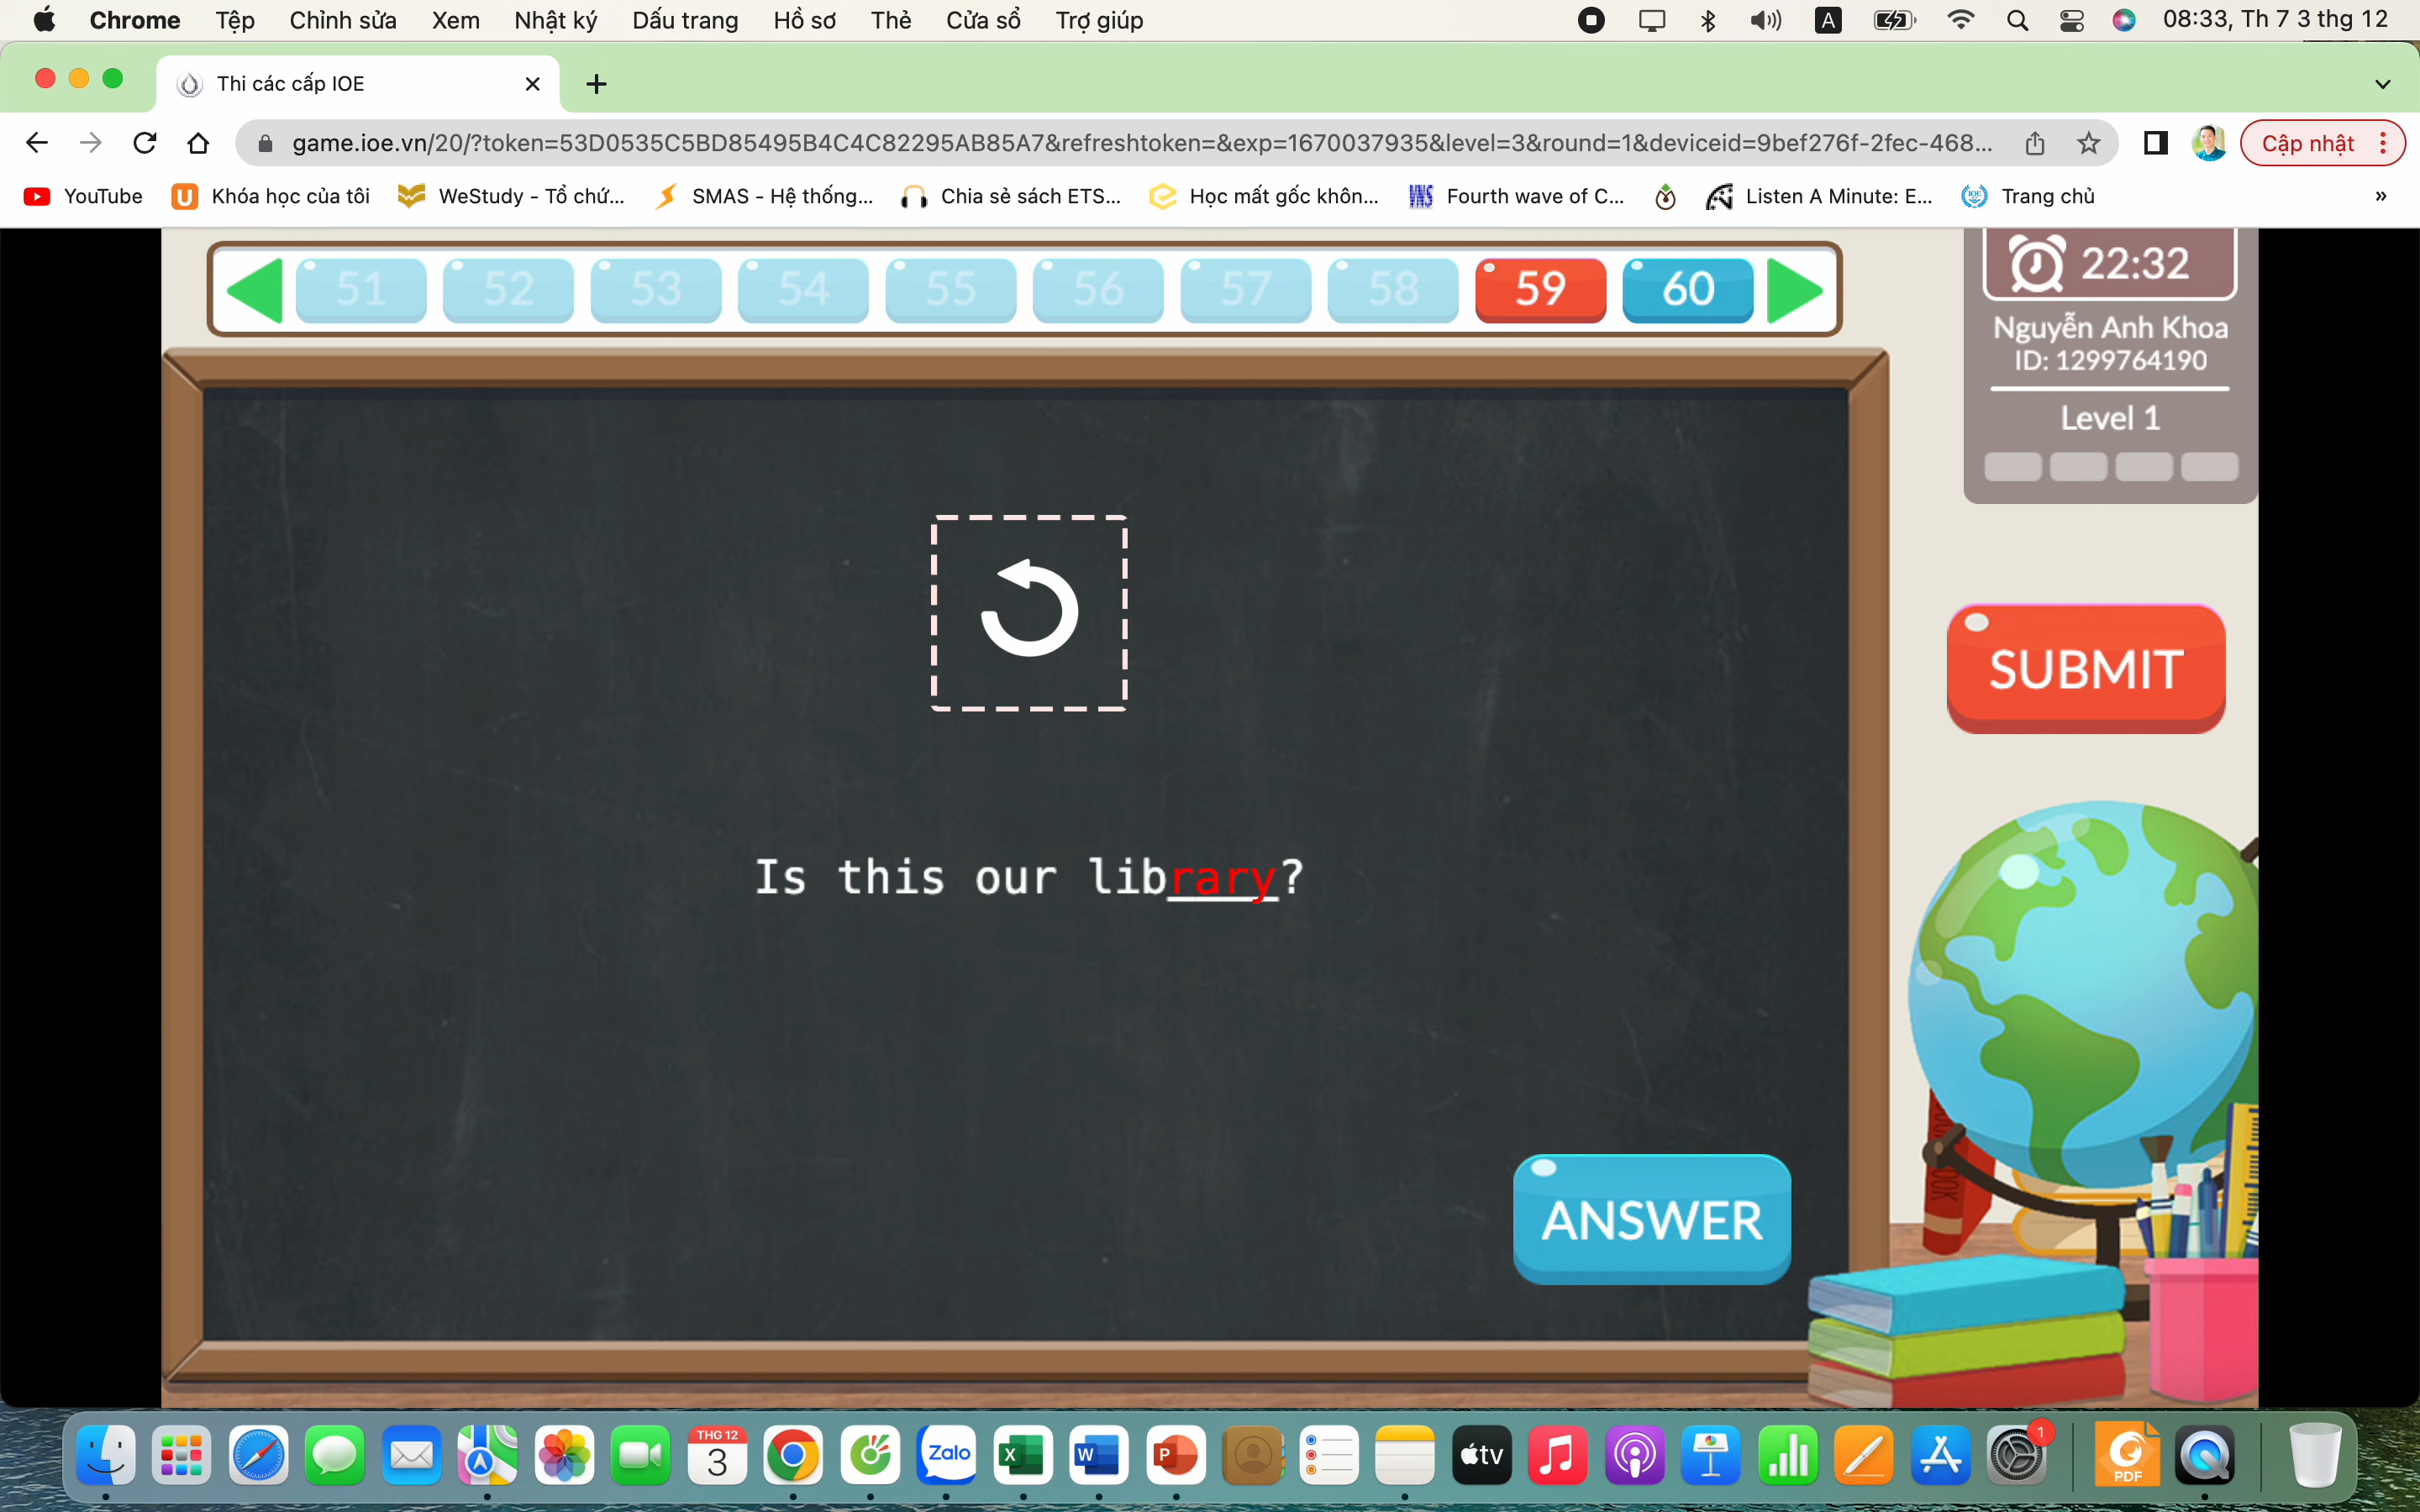 Chrome Tệp Chỉnh sửa Xem Nhật ký Dấu trang Hồ sơ Thẻ Cửa sổ Trợ giúp A 08:33, Th 7 3 thg 12
Thi các cấp IOE
game.ioe.vn/20/?token=53D0535C5BD85495B4C4C82295AB85A7&refreshtoken=&exp=1670037935&level=3&round=1&deviceid=9bef276f-2fec-468... Cập nhật
YouTube Khóa học của tôi WeStudy - Tổ chứ... SMAS - Hệ thống... Chia sẻ sách ETS... Học mất gốc khôn... Fourth wave of C... Listen A Minute: E... Trang chủ »
51 52 53 54 55 56 57 58 59 60
22:32
Nguyễn Anh Khoa
ID: 1299764190
Level 1
SUBMIT
Is this our library?
ANSWER
THG 12
3
Zalo
X
W
P
tv
1
PDF